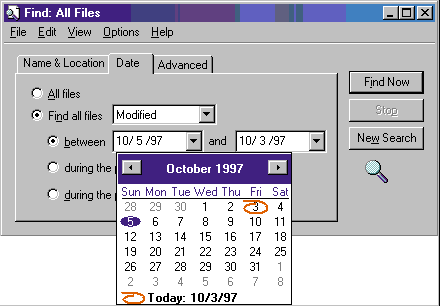 Find: All Files
File Edit View Options Help
Name & Location Date Advanced
All files
Find all files Modified
between 10/ 5 /97 and 10/ 3 /97
during the
during the
Find Now
Stop
New Search
October 1997
Sun Mon Tue Wed Thu Fri Sat
28 29 30 1 2 3 4
5 6 7 8 9 10 11
12 13 14 15 16 17 18
19 20 21 22 23 24 25
26 27 28 29 30 31 1
2 3 4 5 6 7 8
Today: 10/3/97